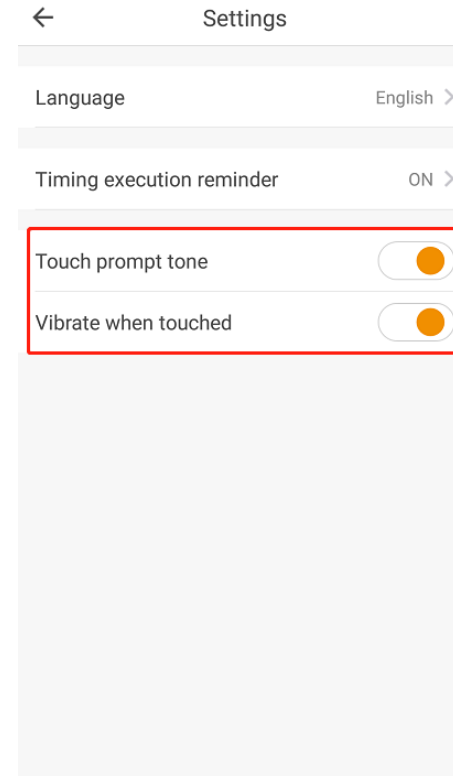 Settings
Language English
Timing execution reminder ON
Touch prompt tone
Vibrate when touched